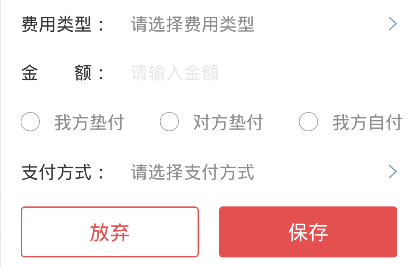 费用类型： 请选择费用类型
金 额： 请输入金额
我方垫付 对方垫付 我方自付
支付方式： 请选择支付方式
放弃 保存